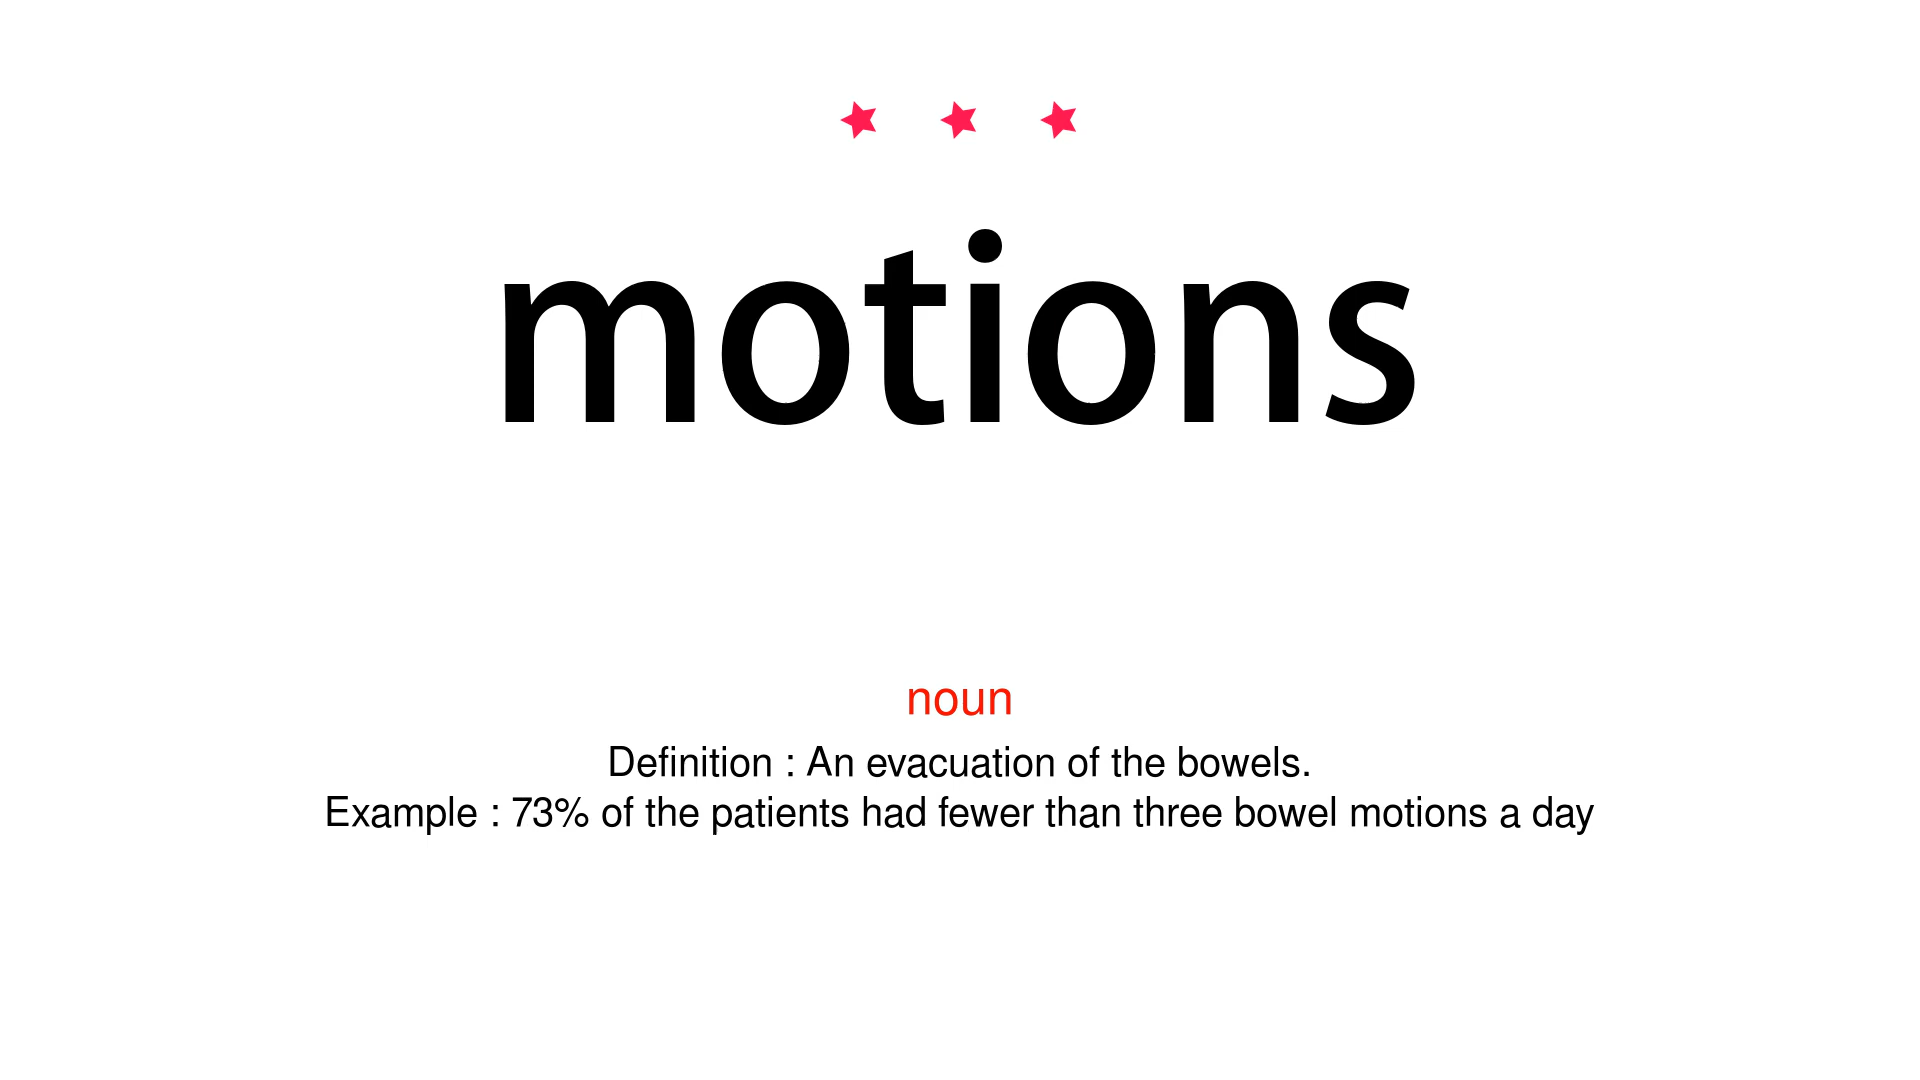 motions
noun
Definition : An evacuation of the bowels.
Example : 73% of the patients had fewer than three bowel motions a day